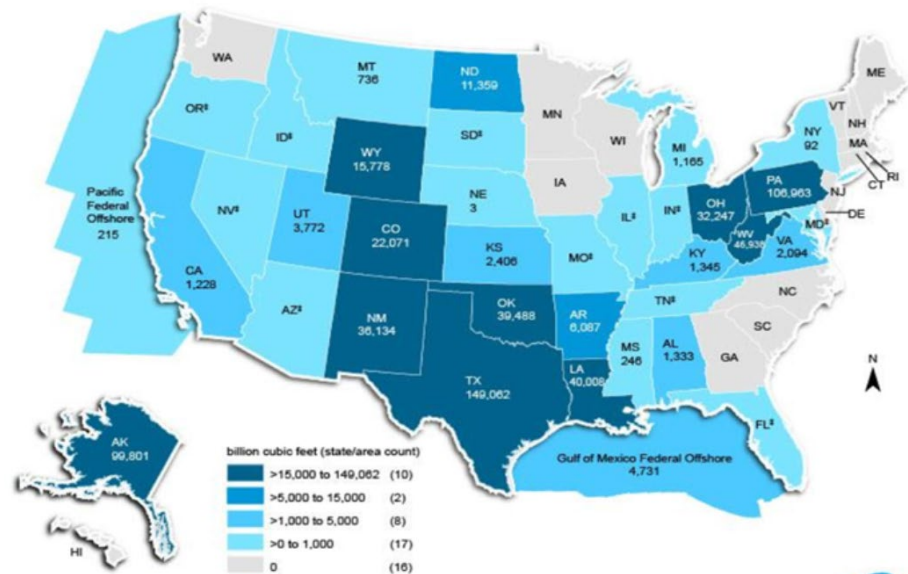 WA
MT
736
ND
11,359
MN
ME
VT
NH
MA
RI
CT
OR‡
ID‡
WY
15,778
SD‡
WI
MI
1,165
NY
92
Pacific
Federal
Offshore
215
NV‡
UT
3,772
CO
22,071
NE
3
IA
IL‡
IN‡
OH
32,247
PA
106,963
NJ
DE
MD‡
WV
46,938
VA
2,094
CA
1,228
AZ‡
NM
36,134
KS
2,406
MO‡
KY
1,345
OK
39,488
AR
6,087
TN‡
NC
SC
MS
246
AL
1,333
GA
TX
149,062
LA
40,008
FL‡
N
Gulf of Mexico Federal Offshore
4,731
AK
99,801
HI
billion cubic feet (state/area count)
>15,000 to 149,062 (10)
>5,000 to 15,000 (2)
>1,000 to 5,000 (8)
>0 to 1,000 (17)
0 (16)